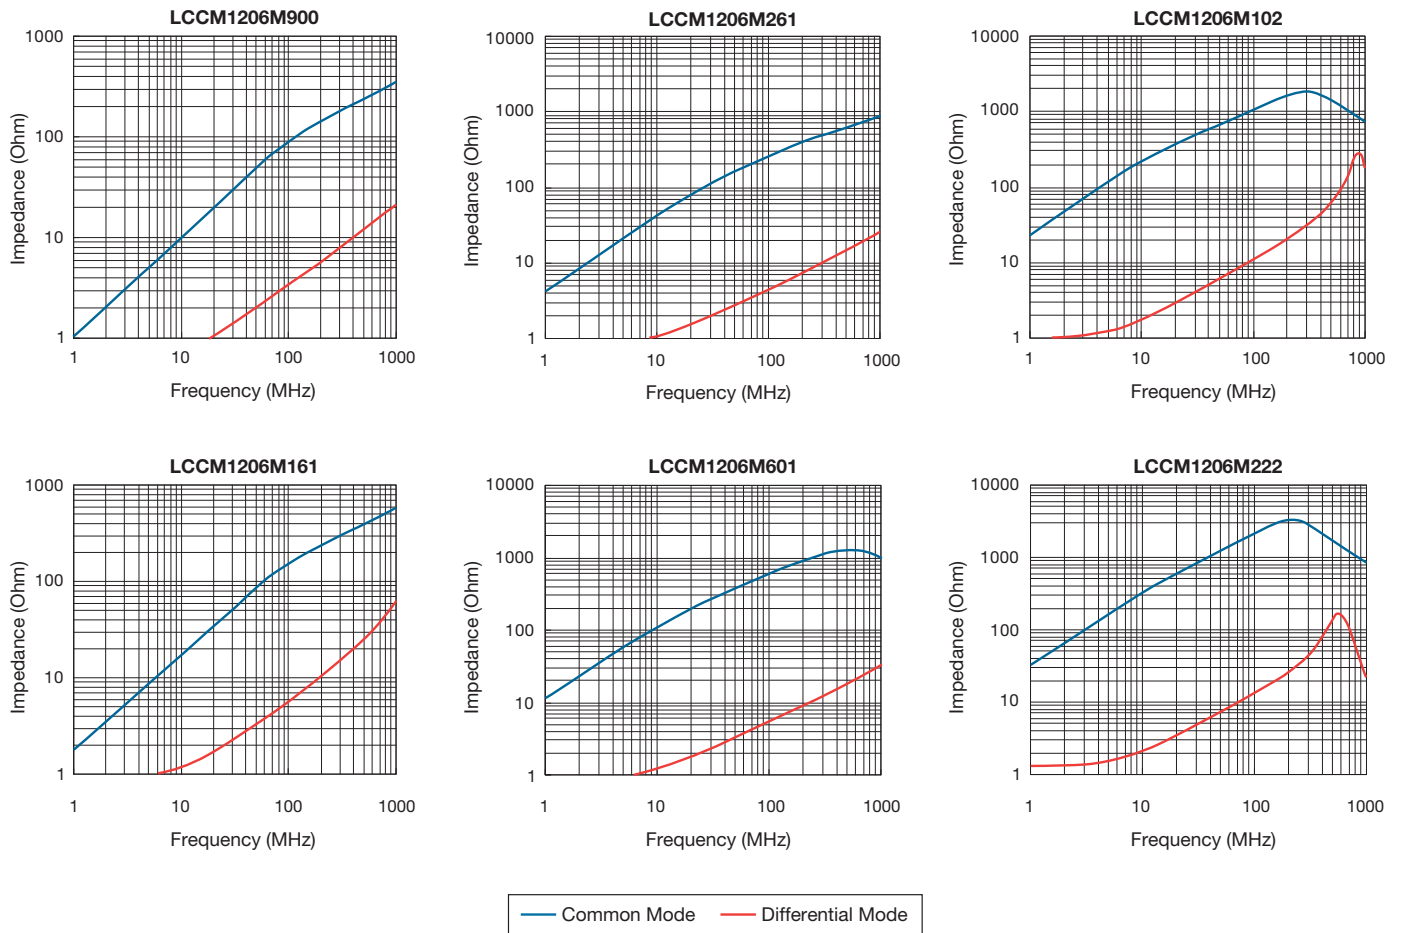 LCCM1206M900
1000
100
10
1
1 10 100 1000
Impedance (Ohm)
Frequency (MHz)
LCCM1206M261
10000
1000
100
10
1
1 10 100 1000
Impedance (Ohm)
Frequency (MHz)
LCCM1206M102
10000
1000
100
10
1
1 10 100 1000
Impedance (Ohm)
Frequency (MHz)
LCCM1206M161
1000
100
10
1
1 10 100 1000
Impedance (Ohm)
Frequency (MHz)
LCCM1206M601
10000
1000
100
10
1
1 10 100 1000
Impedance (Ohm)
Frequency (MHz)
LCCM1206M222
10000
1000
100
10
1
1 10 100 1000
Impedance (Ohm)
Frequency (MHz)
Common Mode Differential Mode